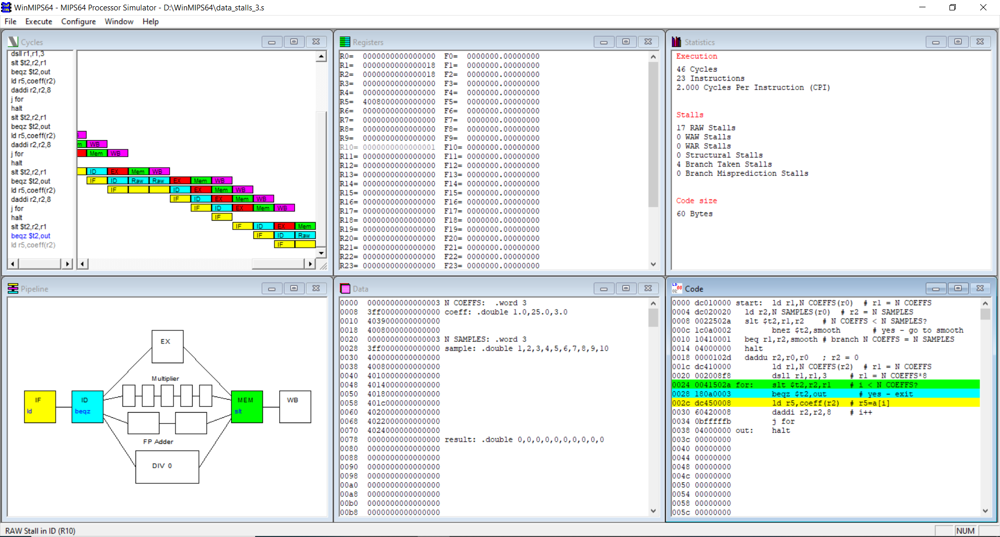 WinMIPS64 - MIPS64 Processor Simulator - D:\WinMIPS64\data_stalls_3.s
File Execute Configure Window Help
Cycles
dsll r1,r1,3
slt $t2,r2,r1
beqz $t2,out
ld r5,coeff(r2)
daddi r2,r2,8
j for
halt
slt $t2,r2,r1
beqz $t2,out
ld r5,coeff(r2)
daddi r2,r2,8 WB
j for Mem WB
halt
slt $t2,r2,r1 ID EX Mem WB
beqz $t2,out IF ID Raw Raw EX Mem WB
ld r5,coeff(r2) IF ID EX Mem WB
daddi r2,r2,8 IF ID EX Mem WB
j for IF ID EX Mem WB
halt IF
slt $t2,r2,r1 IF ID EX Mem
beqz $t2,out IF ID Raw
ld r5,coeff(r2) IF
Registers
R0= 0000000000000000 F0= 0000000.00000000
R1= 0000000000000018 F1= 0000000.00000000
R2= 0000000000000018 F2= 0000000.00000000
R3= 0000000000000000 F3= 0000000.00000000
R4= 0000000000000000 F4= 0000000.00000000
R5= 4008000000000000 F5= 0000000.00000000
R6= 0000000000000000 F6= 0000000.00000000
R7= 0000000000000000 F7= 0000000.00000000
R8= 0000000000000000 F8= 0000000.00000000
R9= 0000000000000000 F9= 0000000.00000000
R10= 0000000000000001 F10= 0000000.00000000
R11= 0000000000000000 F11= 0000000.00000000
R12= 0000000000000000 F12= 0000000.00000000
R13= 0000000000000000 F13= 0000000.00000000
R14= 0000000000000000 F14= 0000000.00000000
R15= 0000000000000000 F15= 0000000.00000000
R16= 0000000000000000 F16= 0000000.00000000
R17= 0000000000000000 F17= 0000000.00000000
R18= 0000000000000000 F18= 0000000.00000000
R19= 0000000000000000 F19= 0000000.00000000
R20= 0000000000000000 F20= 0000000.00000000
R21= 0000000000000000 F21= 0000000.00000000
R22= 0000000000000000 F22= 0000000.00000000
R23= 0000000000000000 F23= 0000000.00000000
Statistics
Execution
46 Cycles
23 Instructions
2.000 Cycles Per Instruction (CPI)
Stalls
17 RAW Stalls
0 WAW Stalls
0 WAR Stalls
0 Structural Stalls
4 Branch Taken Stalls
0 Branch Misprediction Stalls
Code size
60 Bytes
Pipeline
EX
Multiplier
IF ID MEM WB
ld beqz slt
FP Adder
DIV 0
Data
0000 0000000000000003 N COEFFS: .word 3
0008 3ff0000000000000 coeff: .double 1.0,25.0,3.0
0010 4039000000000000
0018 4008000000000000
0020 0000000000000003 N SAMPLES: .word 3
0028 3ff0000000000000 sample: .double 1,2,3,4,5,6,7,8,9,10
0030 4000000000000000
0038 4008000000000000
0040 4010000000000000
0048 4014000000000000
0050 4018000000000000
0058 401c000000000000
0060 4020000000000000
0068 4022000000000000
0070 4024000000000000
0078 0000000000000000 result: .double 0,0,0,0,0,0,0,0,0,0
0080 0000000000000000
0088 0000000000000000
0090 0000000000000000
0098 0000000000000000
00a0 0000000000000000
00a8 0000000000000000
00b0 0000000000000000
00b8 0000000000000000
Code
0000 dc010000 start: ld r1,N COEFFS(r0) # r1 = N COEFFS
0004 dc020020 ld r2,N SAMPLES(r0) # r2 = N SAMPLES
0008 0022502a slt $t2,r1,r2 # N COEFFS < N SAMPLES?
000c 1c0a0002 bnez $t2,smooth # yes - go to smooth
0010 10410001 beq r1,r2,smooth # branch N COEFFS = N SAMPLES
0014 04000000 halt
0018 0000102d daddu r2,r0,r0 ; r2 = 0
001c dc410000 ld r1,N COEFFS(r2) # r1 = N COEFFS
0020 002008f8 dsll r1,r1,3 # r1 = N COEFFS*8
0024 0041502a for: slt $t2,r2,r1 # i < N COEFFS?
0028 180a0003 beqz $t2,out # yes - exit
002c dc450008 ld r5,coeff(r2) # r5=a[i]
0030 60420008 daddi r2,r2,8 # i++
0034 0bfffffb j for
0038 04000000 out: halt
003c 00000000
0040 00000000
0044 00000000
0048 00000000
004c 00000000
0050 00000000
0054 00000000
0058 00000000
005c 00000000
RAW Stall in ID (R10)
NUM